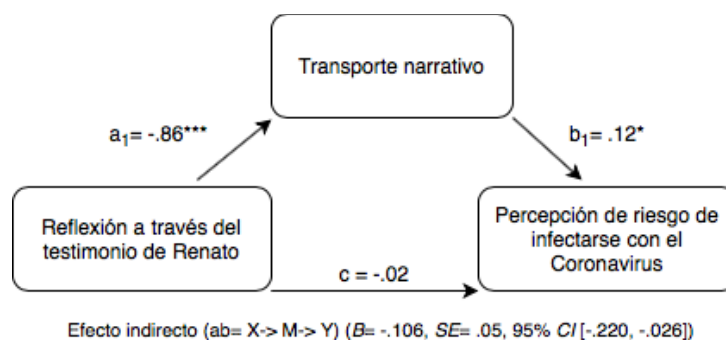 Transporte narrativo
a1= -.86***
b1= .12*
Reflexión a través del
testimonio de Renato
Percepción de riesgo de
infectarse con el
Coronavirus
c = -.02
Efecto indirecto (ab= X-> M-> Y) (B= -.106, SE= .05, 95% CI [-.220, -.026])